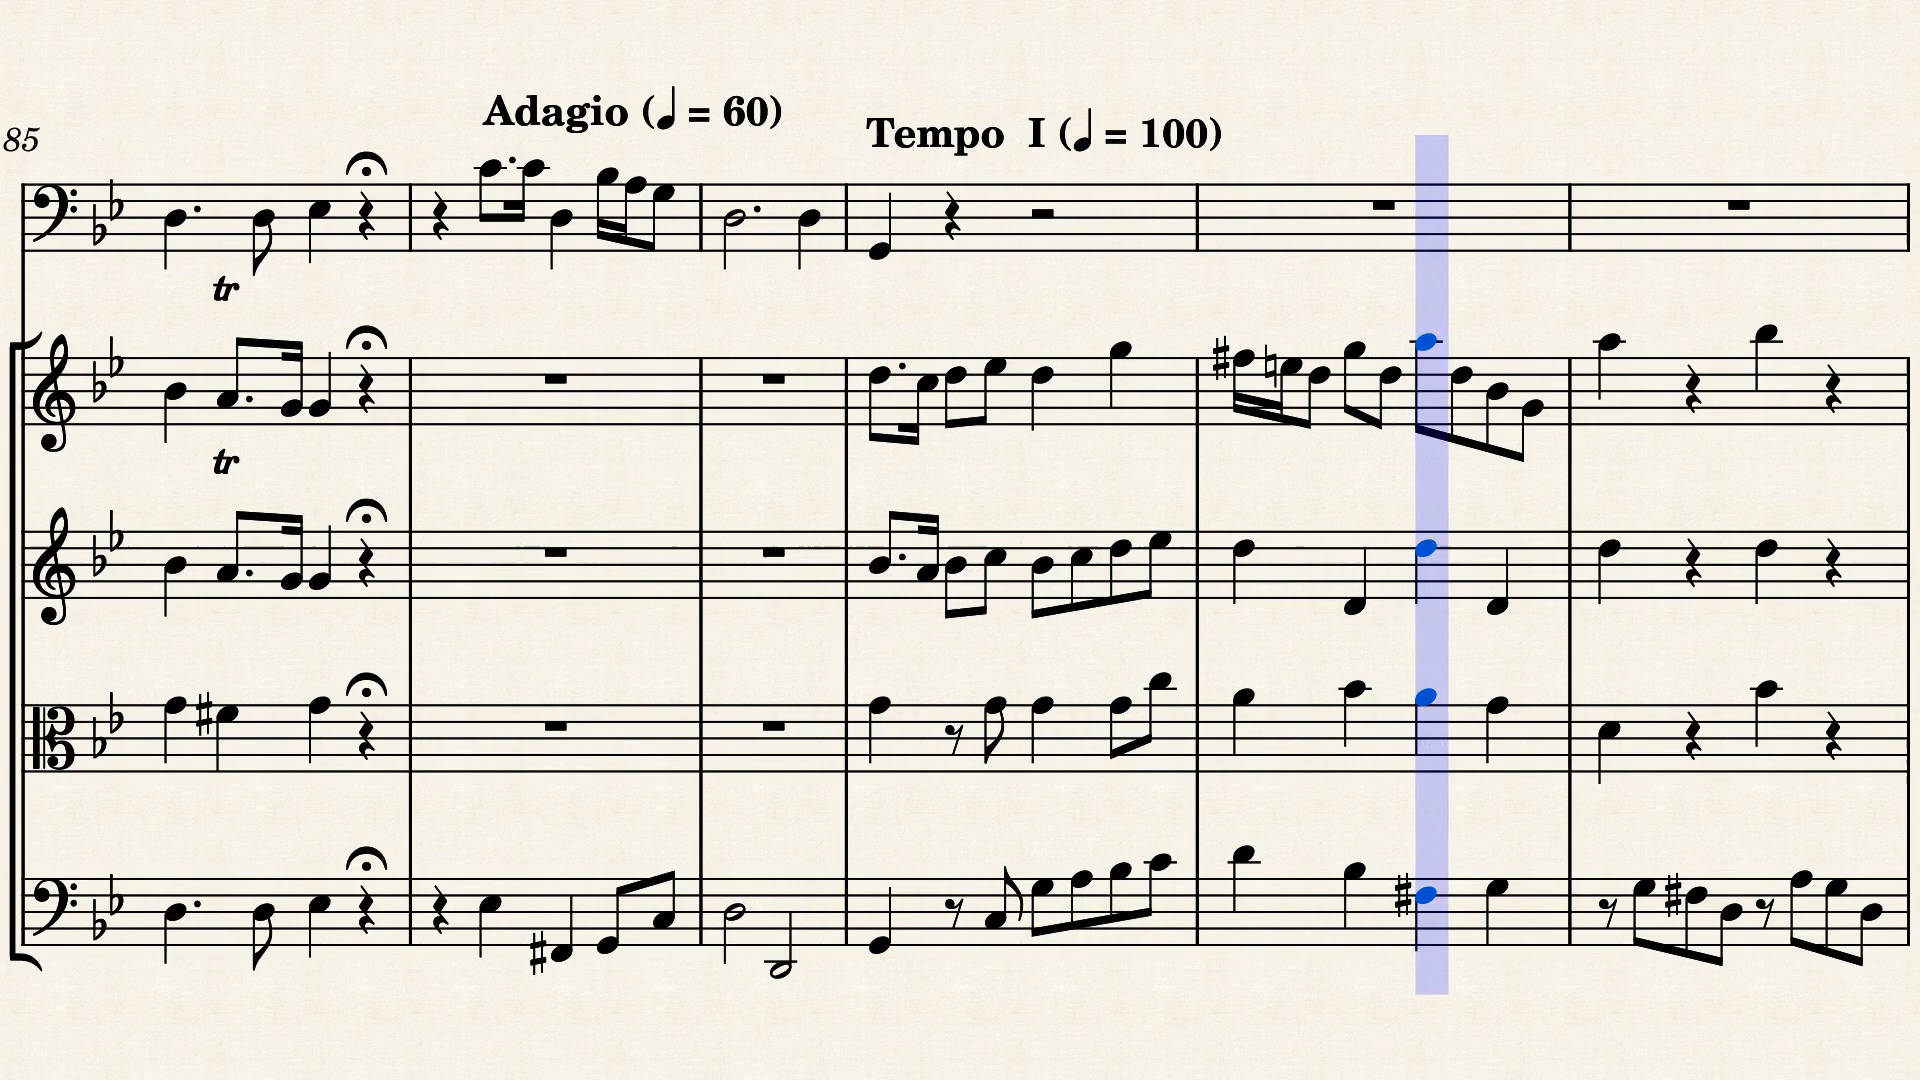 Adagio (♩ = 60)
85
Tempo I (♩ = 100)
tr
tr